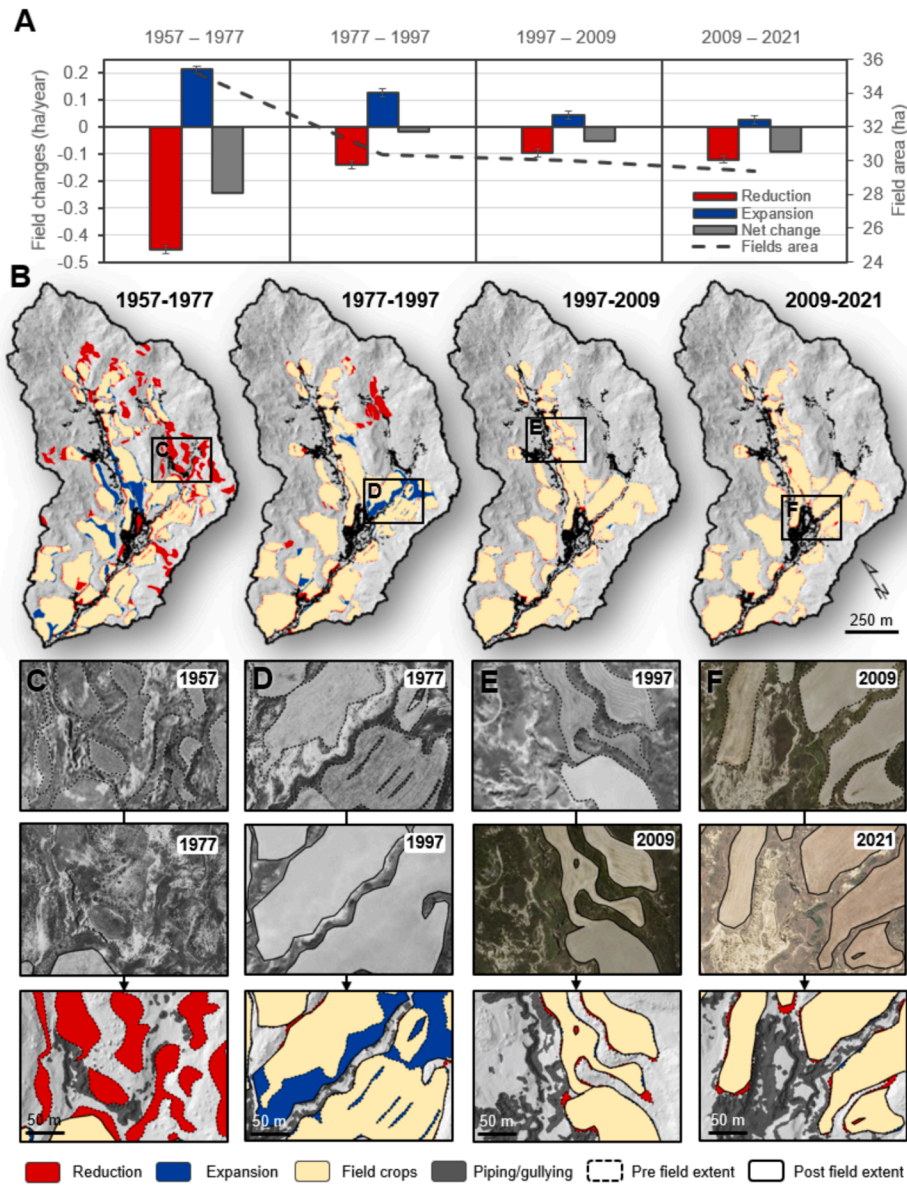 A
1957 – 1977 1977 – 1997 1997 – 2009 2009 – 2021
Field changes (ha/year)
0.2
0.1
0
-0.1
-0.2
-0.3
-0.4
-0.5
36
34
32
30
28
26
24
Field area (ha)
Reduction
Expansion
Net change
Fields area
B
1957-1977 1977-1997 1997-2009 2009-2021
C
D
E
F
N
250 m
C 1957 D 1977 E 1997 F 2009
1977 1997 2009 2021
50 m 50 m 50 m 50 m
Reduction Expansion Field crops Piping/gullying Pre field extent Post field extent